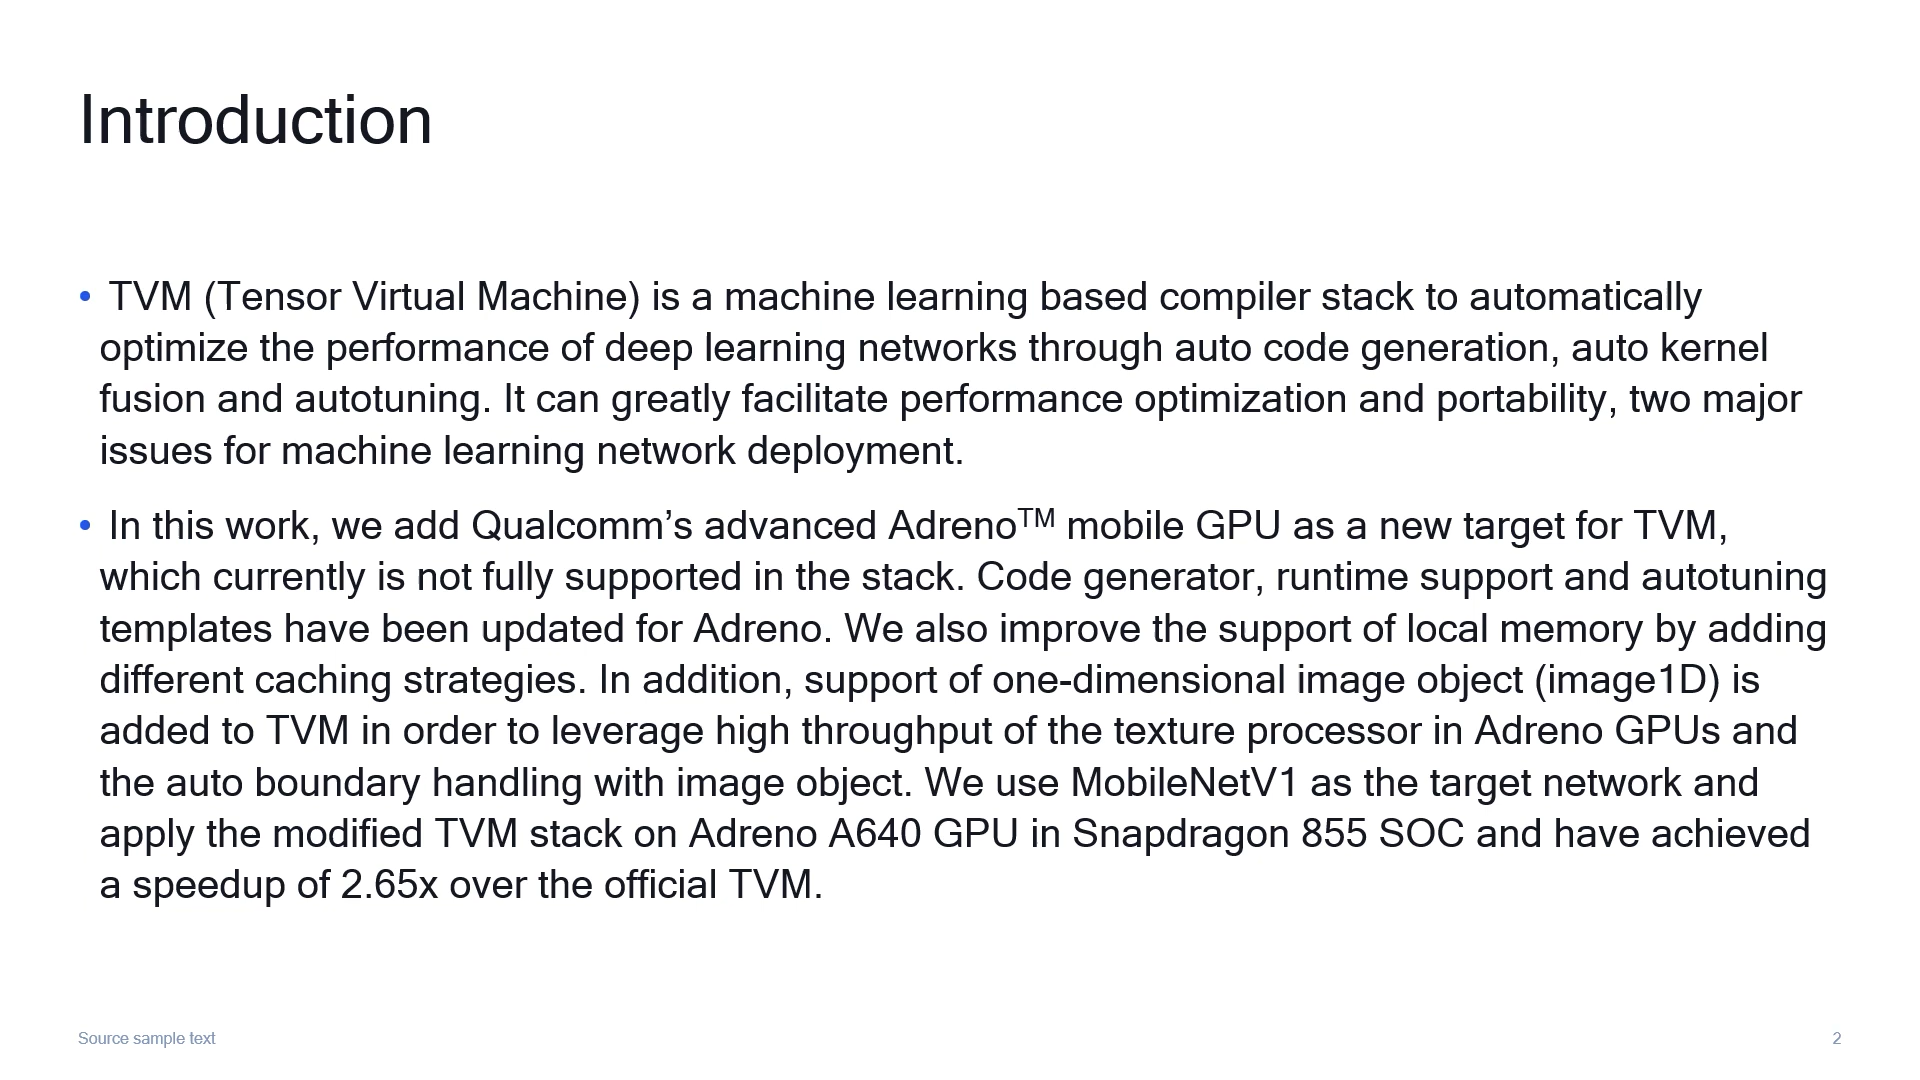 Introduction
• TVM (Tensor Virtual Machine) is a machine learning based compiler stack to automatically
optimize the performance of deep learning networks through auto code generation, auto kernel
fusion and autotuning. It can greatly facilitate performance optimization and portability, two major
issues for machine learning network deployment.
• In this work, we add Qualcomm’s advanced Adreno™ mobile GPU as a new target for TVM,
which currently is not fully supported in the stack. Code generator, runtime support and autotuning
templates have been updated for Adreno. We also improve the support of local memory by adding
different caching strategies. In addition, support of one-dimensional image object (image1D) is
added to TVM in order to leverage high throughput of the texture processor in Adreno GPUs and
the auto boundary handling with image object. We use MobileNetV1 as the target network and
apply the modified TVM stack on Adreno A640 GPU in Snapdragon 855 SOC and have achieved
a speedup of 2.65x over the official TVM.
Source sample text
2